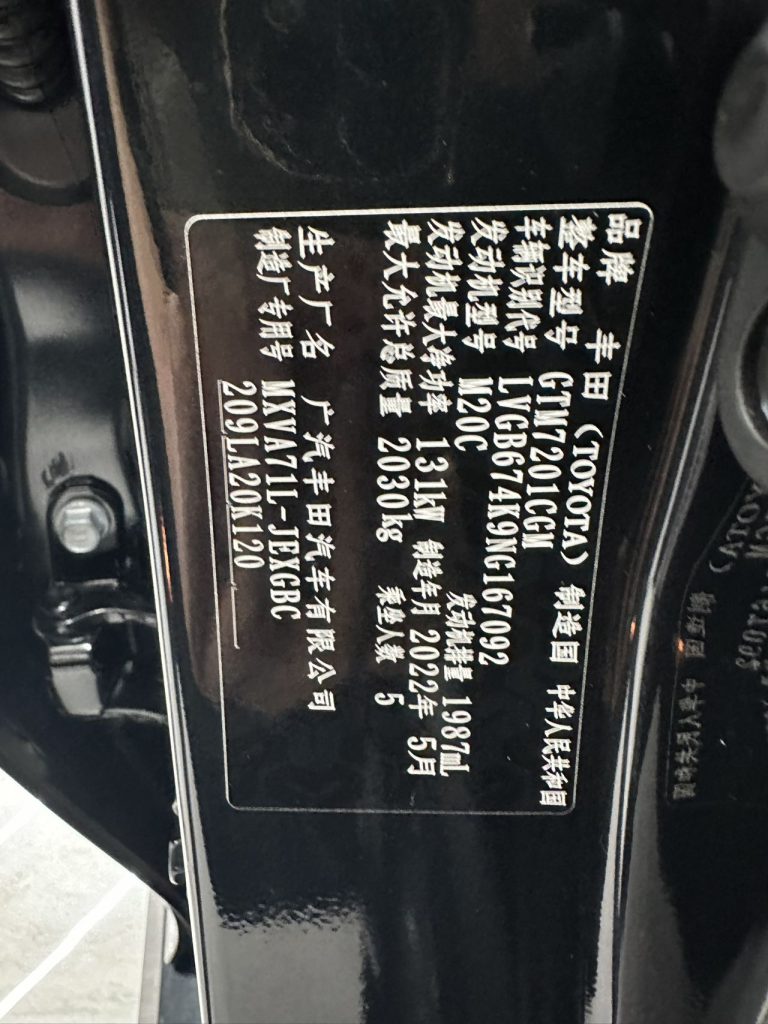 品牌 丰田（TOYOTA） 制造国 中华人民共和国
整车型号 GTM7201CGM
车辆识别代号 LVGB674K9NG167092
发动机型号 M20C 发动机排量 1987mL
发动机最大净功率 131kW 制造年月 2022年 5月
最大允许总质量 2030kg 乘坐人数 5
生产厂名 广汽丰田汽车有限公司
制造厂专用号 MXVA71L-JEXGBC
209LA20K120